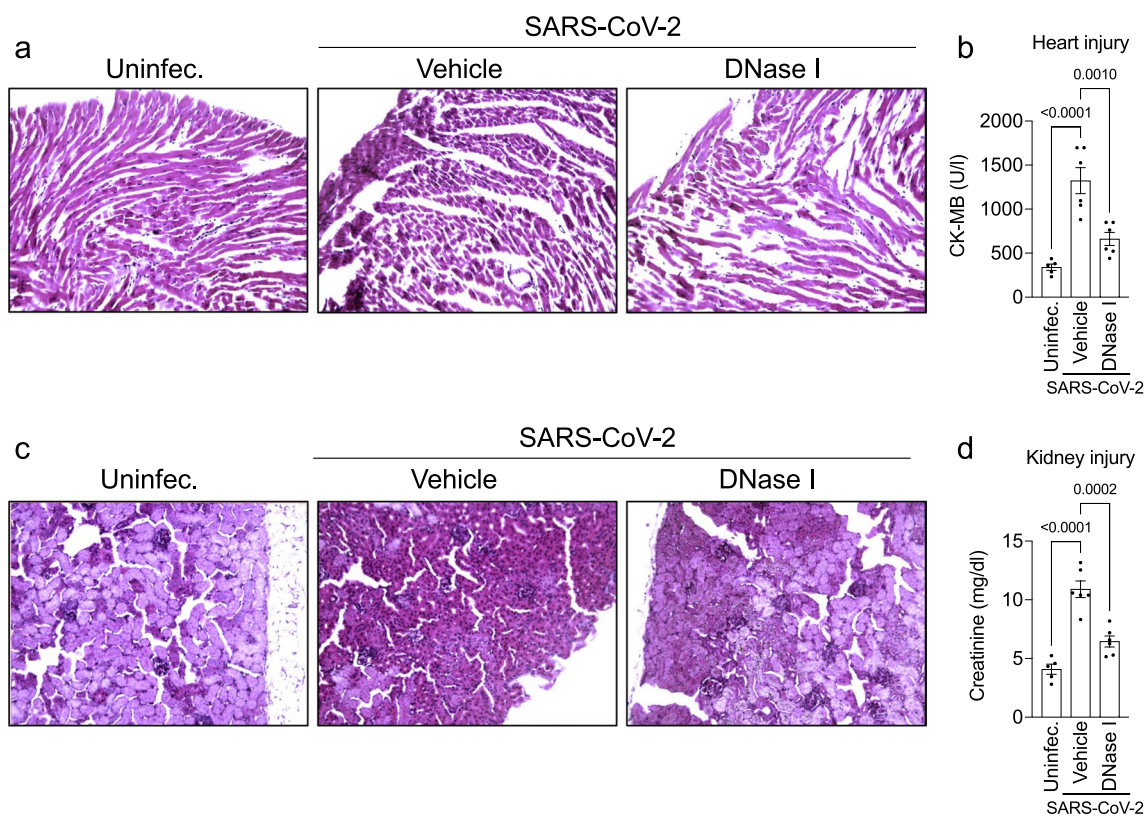 a
SARS-CoV-2
Uninfec.
Vehicle
DNase I
b
Heart injury
0.0010
<0.0001
2000
1500
1000
500
0
CK-MB (U/l)
Uninfec.
Vehicle
DNase I
SARS-CoV-2
c
SARS-CoV-2
Uninfec.
Vehicle
DNase I
d
Kidney injury
0.0002
<0.0001
15
10
5
0
Creatinine (mg/dl)
Uninfec.
Vehicle
DNase I
SARS-CoV-2